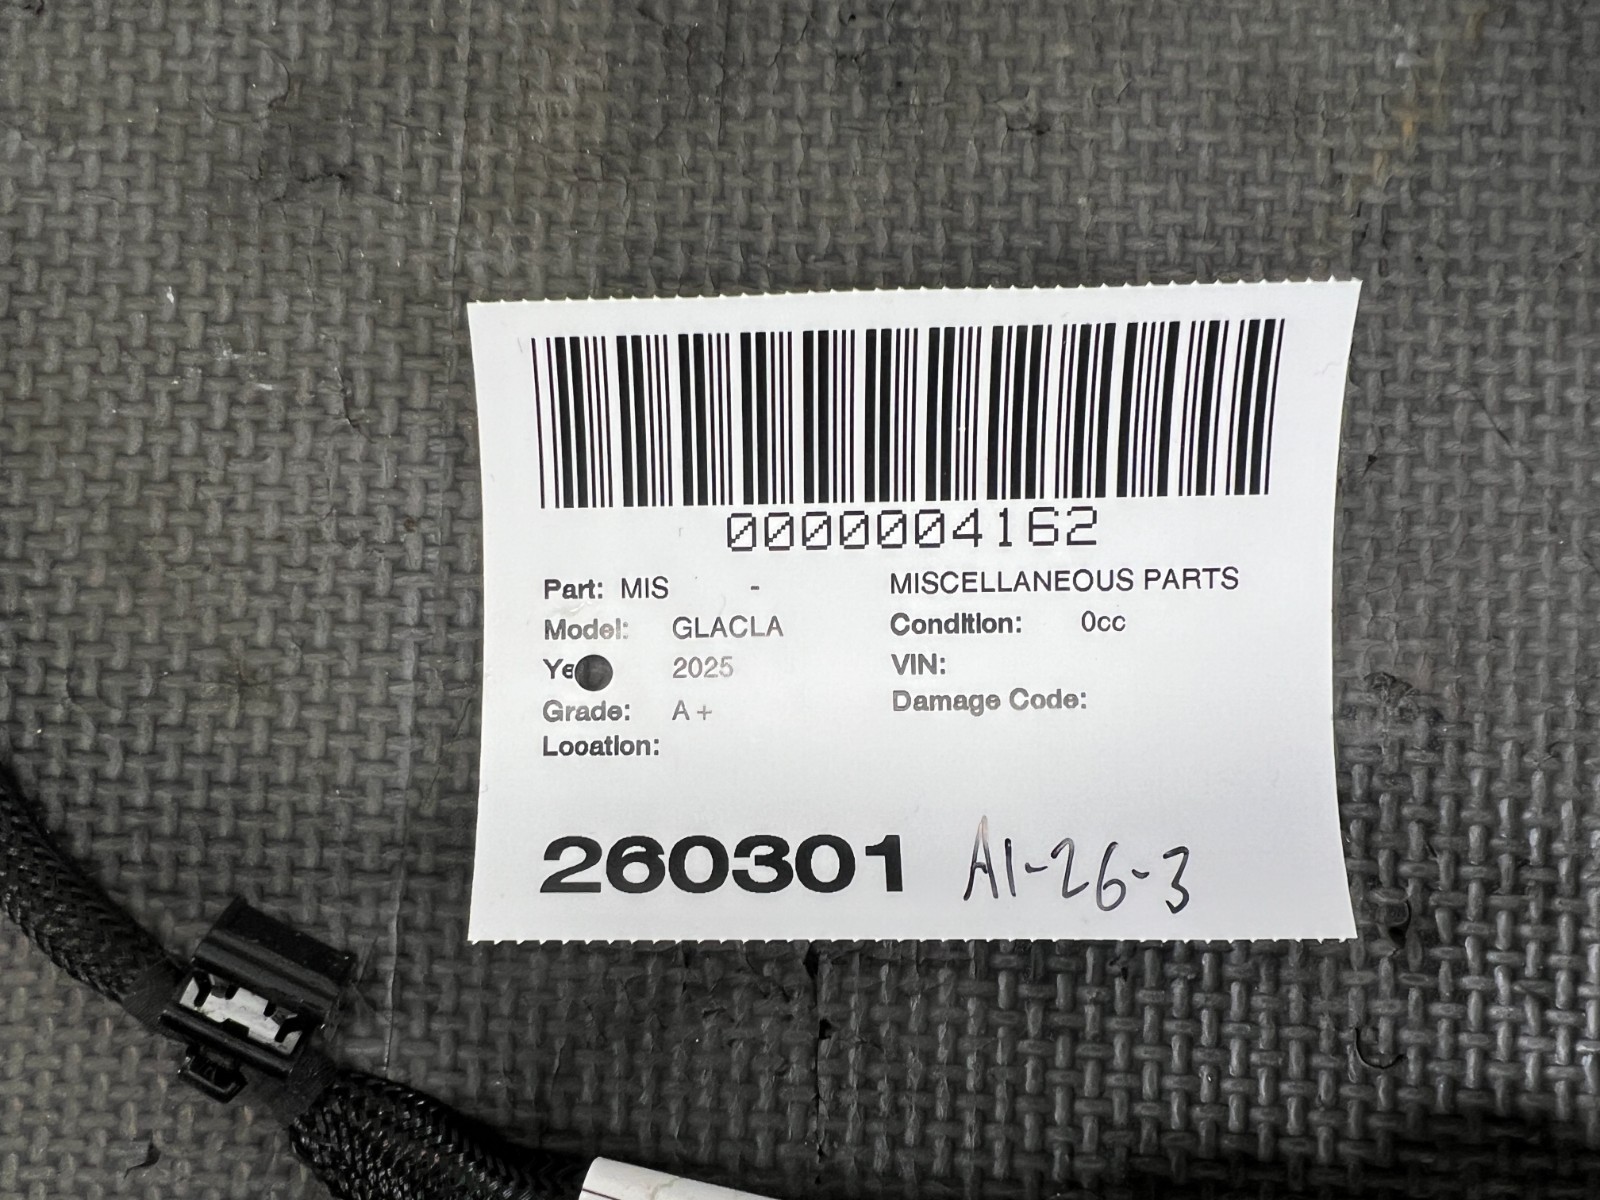 0000004162
Part: MIS - MISCELLANEOUS PARTS
Model: GLACLA Condition: 0cc
Ye 2025 VIN:
Grade: A+ Damage Code:
Location:
260301 A1-26-3